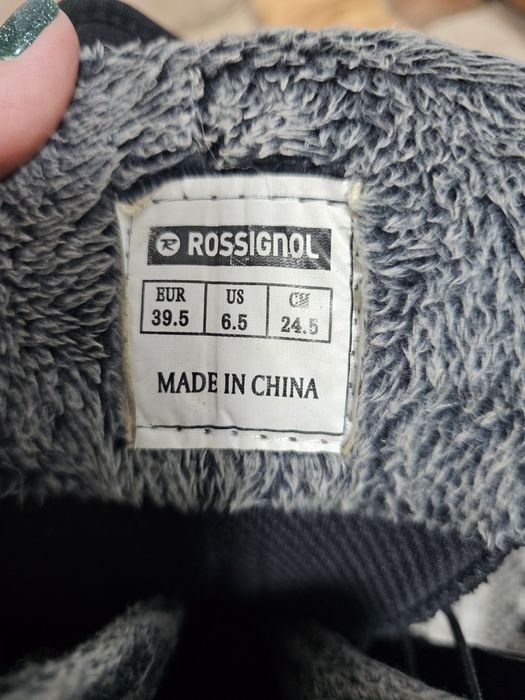 R ROSSIGNOL
EUR US CM
39.5 6.5 24.5
MADE IN CHINA